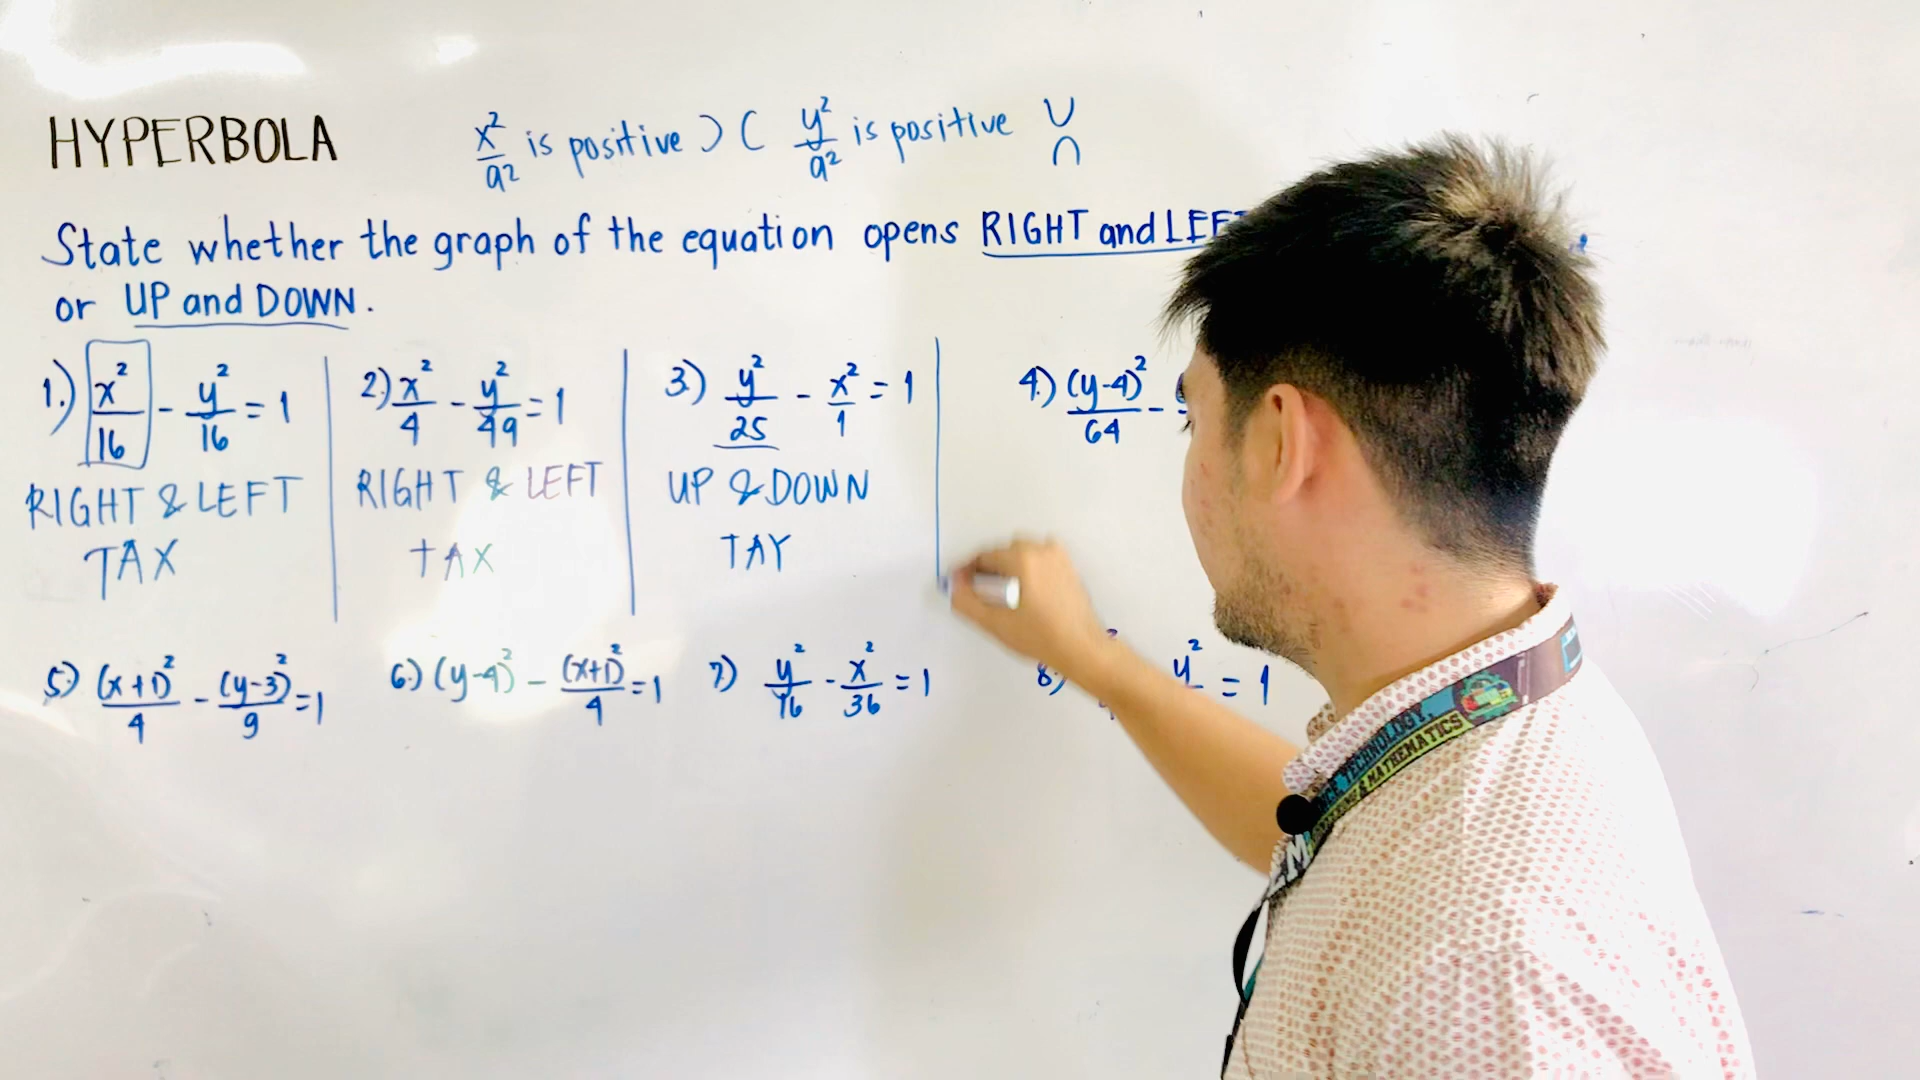 HYPERBOLA x²/a² is positive ) ( y²/a² is positive ∪ ∩
State whether the graph of the equation opens RIGHT and LEFT
or UP and DOWN.
1.) x²/16 - y²/16 = 1
RIGHT & LEFT
TAX
2) x²/4 - y²/49 = 1
RIGHT & LEFT
TAX
3) y²/25 - x²/1 = 1
UP & DOWN
TAY
4.) (y-4)²/64 -
5) (x+1)²/4 - (y-3)²/9 = 1
6.) (y-4)² - (x+1)²/4 = 1
7) y²/16 - x²/36 = 1
8) y² = 1
TECHNOLOGY,
& MATHEMATICS